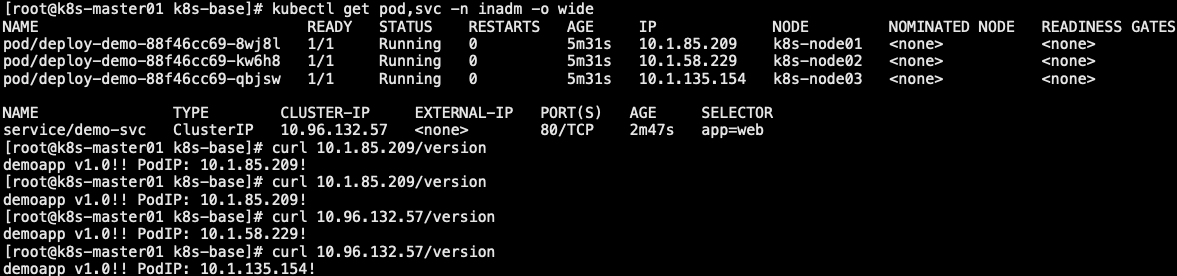 [root@k8s-master01 k8s-base]# kubectl get pod,svc -n inadm -o wide
NAME READY STATUS RESTARTS AGE IP NODE NOMINATED NODE READINESS GATES
pod/deploy-demo-88f46cc69-8wj8l 1/1 Running 0 5m31s 10.1.85.209 k8s-node01 <none> <none>
pod/deploy-demo-88f46cc69-kw6h8 1/1 Running 0 5m31s 10.1.58.229 k8s-node02 <none> <none>
pod/deploy-demo-88f46cc69-qbjsw 1/1 Running 0 5m31s 10.1.135.154 k8s-node03 <none> <none>
NAME TYPE CLUSTER-IP EXTERNAL-IP PORT(S) AGE SELECTOR
service/demo-svc ClusterIP 10.96.132.57 <none> 80/TCP 2m47s app=web
[root@k8s-master01 k8s-base]# curl 10.1.85.209/version
demoapp v1.0!! PodIP: 10.1.85.209!
[root@k8s-master01 k8s-base]# curl 10.1.85.209/version
demoapp v1.0!! PodIP: 10.1.85.209!
[root@k8s-master01 k8s-base]# curl 10.96.132.57/version
demoapp v1.0!! PodIP: 10.1.58.229!
[root@k8s-master01 k8s-base]# curl 10.96.132.57/version
demoapp v1.0!! PodIP: 10.1.135.154!